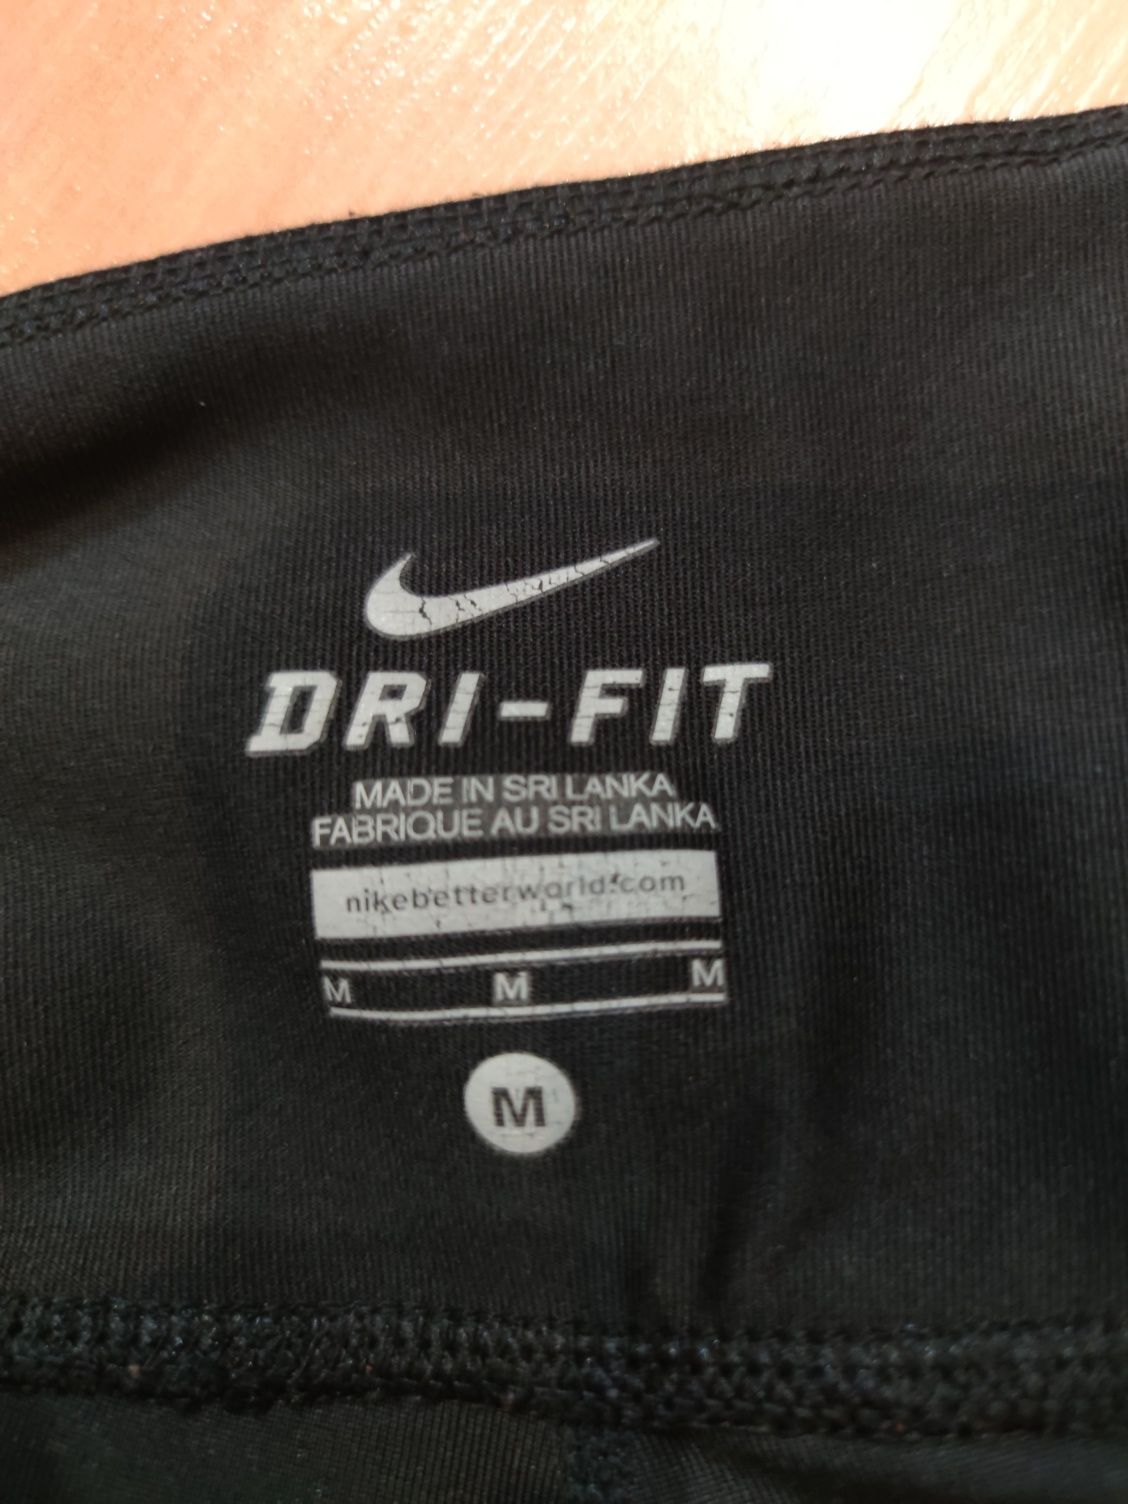 DRI-FIT
MADE IN SRI LANKA
FABRIQUE AU SRI LANKA
nikebetterworld.com
M M M
M